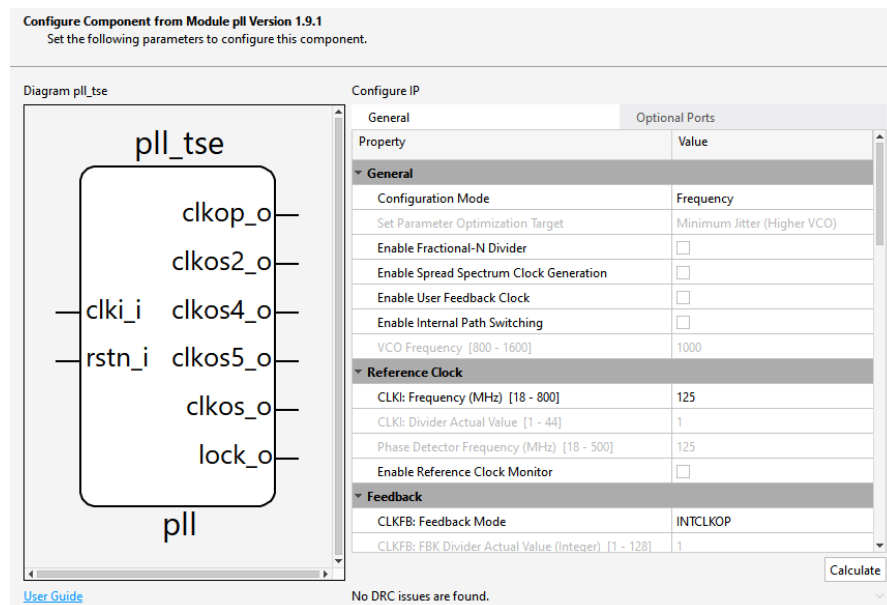 Configure Component from Module pll Version 1.9.1
Set the following parameters to configure this component.
Diagram pll_tse
pll_tse
clkop_o
clkos2_o
clki_i clkos4_o
rstn_i clkos5_o
clkos_o
lock_o
pll
User Guide
Configure IP
General Optional Ports
Property Value
General
Configuration Mode Frequency
Set Parameter Optimization Target Minimum Jitter (Higher VCO)
Enable Fractional-N Divider
Enable Spread Spectrum Clock Generation
Enable User Feedback Clock
Enable Internal Path Switching
VCO Frequency [800 - 1600] 1000
Reference Clock
CLKI: Frequency (MHz) [18 - 800] 125
CLKI: Divider Actual Value [1 - 44] 1
Phase Detector Frequency (MHz) [18 - 500] 125
Enable Reference Clock Monitor
Feedback
CLKFB: Feedback Mode INTCLKOP
CLKFB: FBK Divider Actual Value (Integer) [1 - 128] 1
Calculate
No DRC issues are found.